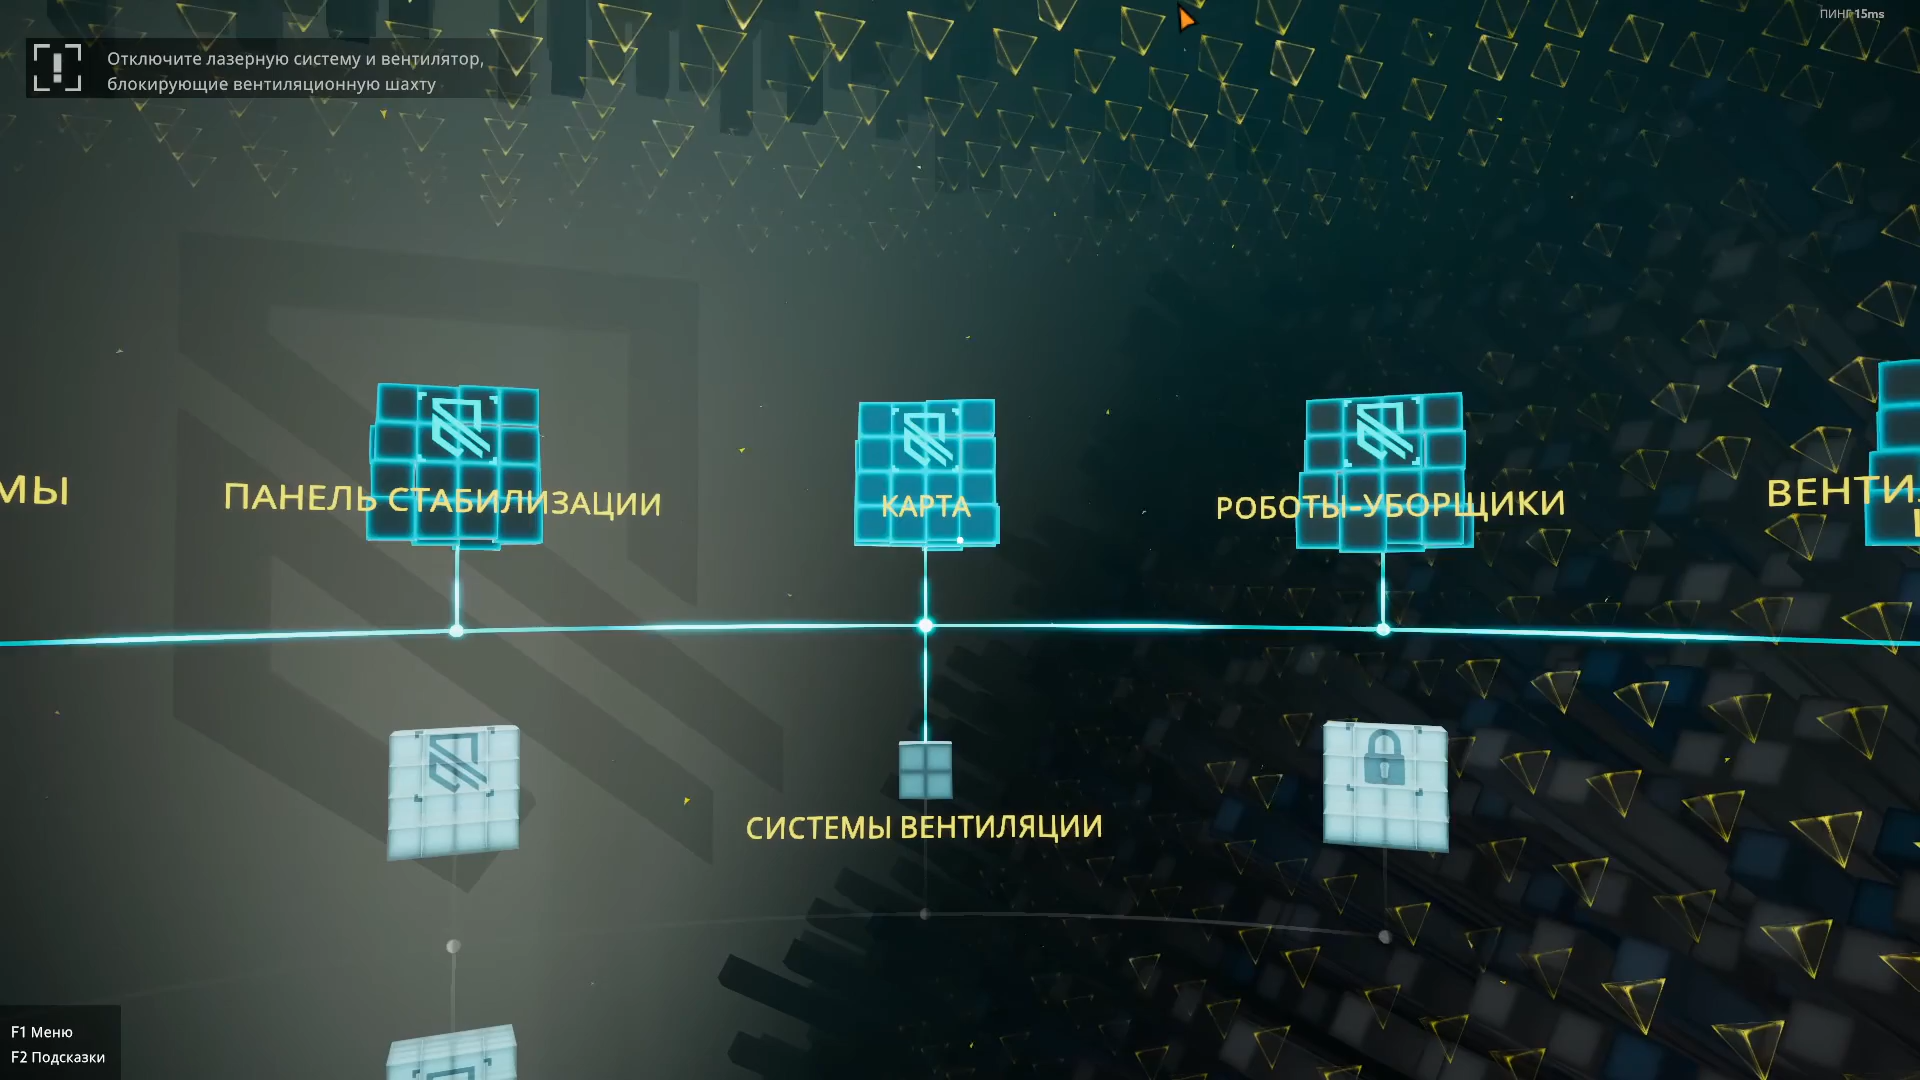 ПИНГ 15ms
Отключите лазерную систему и вентилятор,
блокирующие вентиляционную шахту
МЫ
ПАНЕЛЬ СТАБИЛИЗАЦИИ
КАРТА
РОБОТЫ-УБОРЩИКИ
ВЕНТИ
СИСТЕМЫ ВЕНТИЛЯЦИИ
F1 Меню
F2 Подсказки